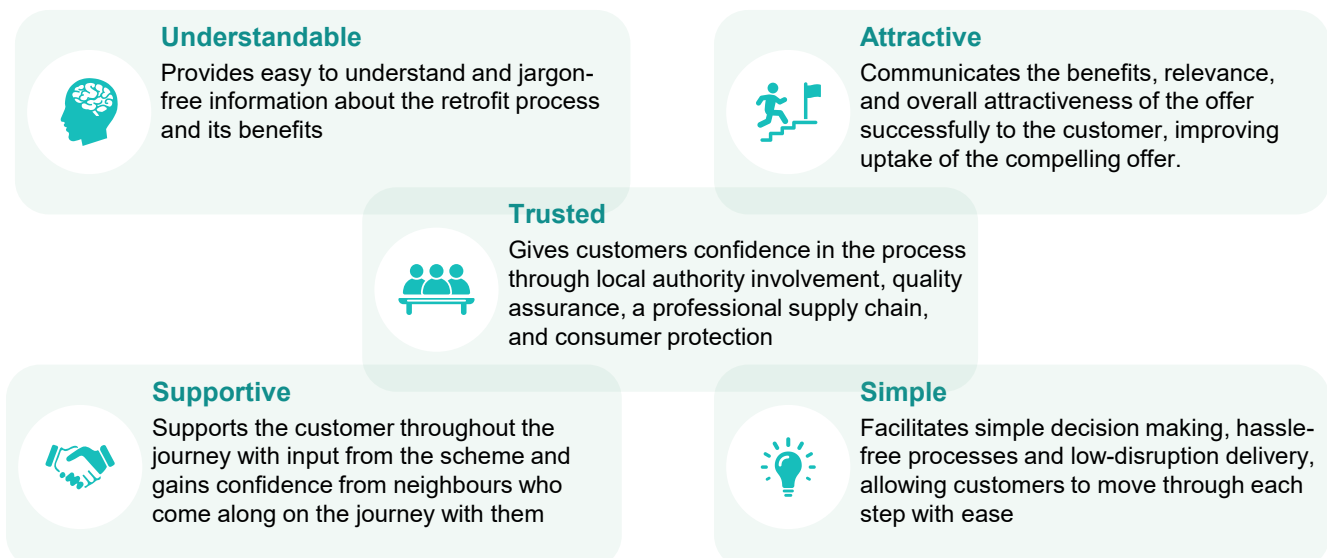 Understandable
Provides easy to understand and jargon-
free information about the retrofit process
and its benefits
Attractive
Communicates the benefits, relevance,
and overall attractiveness of the offer
successfully to the customer, improving
uptake of the compelling offer.
Trusted
Gives customers confidence in the process
through local authority involvement, quality
assurance, a professional supply chain,
and consumer protection
Supportive
Supports the customer throughout the
journey with input from the scheme and
gains confidence from neighbours who
come along on the journey with them
Simple
Facilitates simple decision making, hassle-
free processes and low-disruption delivery,
allowing customers to move through each
step with ease